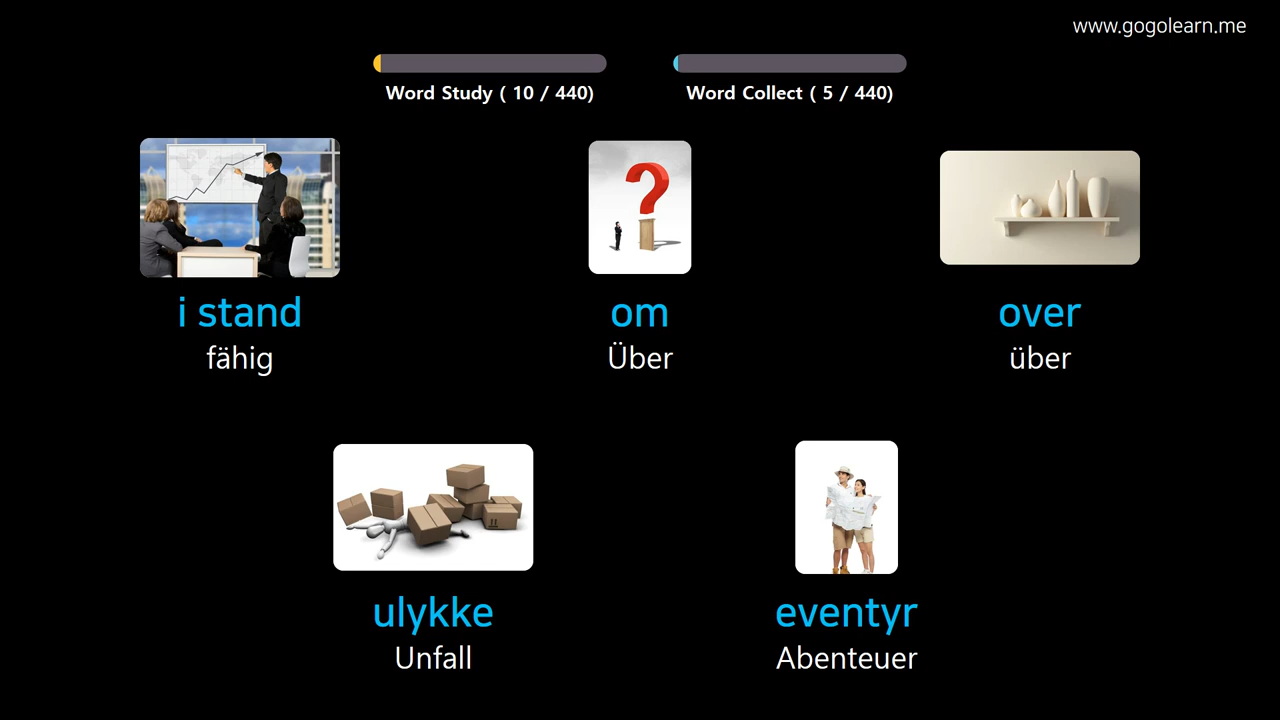 www.gogolearn.me
Word Study ( 10 / 440)
Word Collect ( 5 / 440)
i stand
fähig
om
Über
over
über
ulykke
Unfall
eventyr
Abenteuer